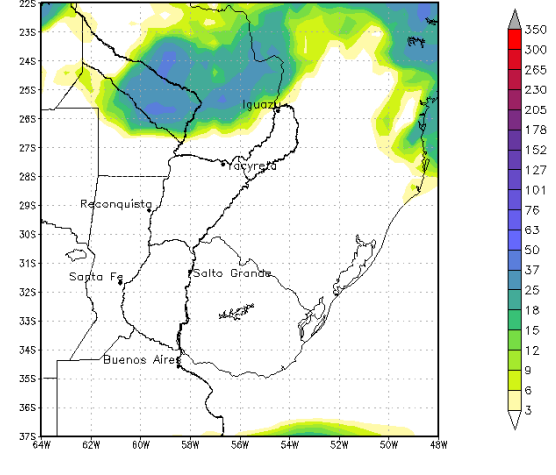 22S
23S
24S
25S
26S
27S
28S
29S
30S
31S
32S
33S
34S
35S
36S
37S
64W 62W 60W 58W 56W 54W 52W 50W 48W
Iguazu
Yacyreta
Reconquista
Santa Fe
Salto Grande
Buenos Aires
350
300
265
230
205
178
152
127
101
76
63
50
37
25
18
15
12
9
6
3